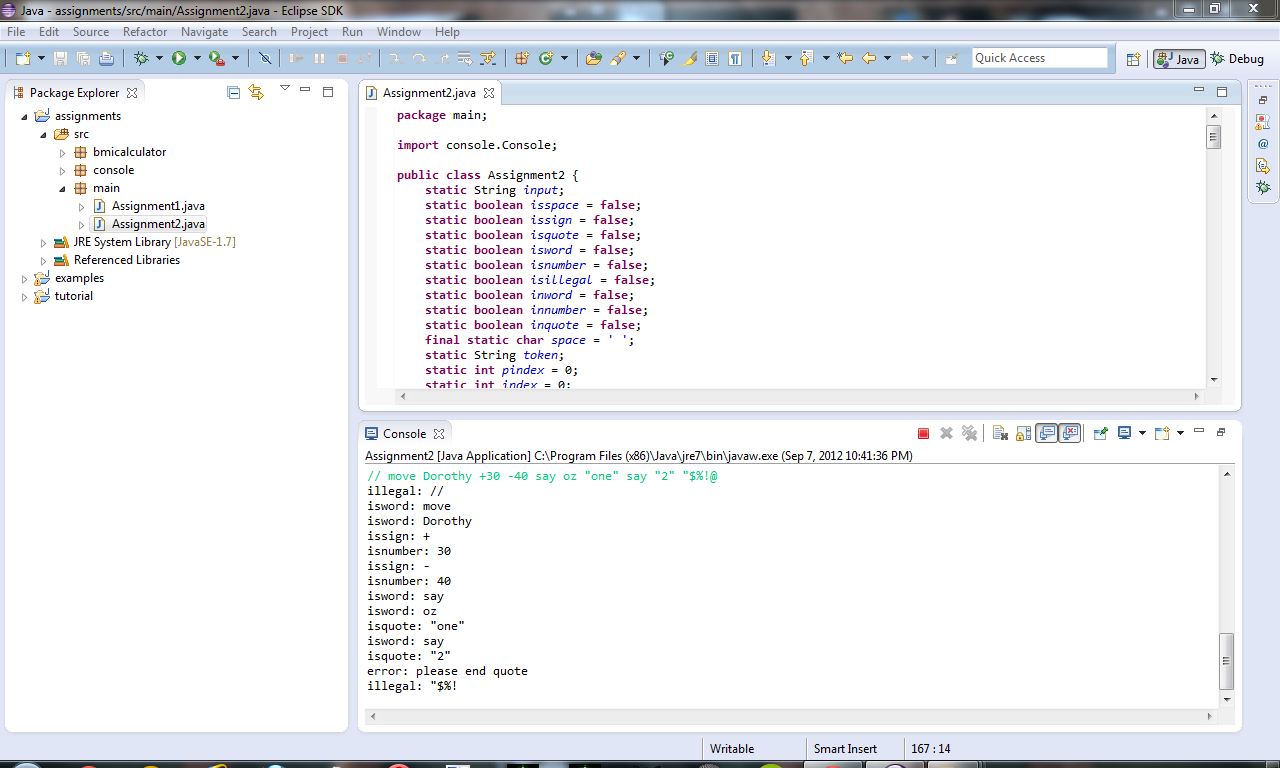 Java - assignments/src/main/Assignment2.java - Eclipse SDK
File Edit Source Refactor Navigate Search Project Run Window Help
Quick Access
Java
Debug
Package Explorer
assignments
src
bmicalculator
console
main
Assignment1.java
Assignment2.java
JRE System Library [JavaSE-1.7]
Referenced Libraries
examples
tutorial
Assignment2.java
package main;
import console.Console;
public class Assignment2 {
static String input;
static boolean isspace = false;
static boolean issign = false;
static boolean isquote = false;
static boolean isword = false;
static boolean isnumber = false;
static boolean isillegal = false;
static boolean inword = false;
static boolean innumber = false;
static boolean inquote = false;
final static char space = ' ';
static String token;
static int pindex = 0;
static int index = 0;
Console
Assignment2 [Java Application] C:\Program Files (x86)\Java\jre7\bin\javaw.exe (Sep 7, 2012 10:41:36 PM)
// move Dorothy +30 -40 say oz "one" say "2" "$%!@
illegal: //
isword: move
isword: Dorothy
issign: +
isnumber: 30
issign: -
isnumber: 40
isword: say
isword: oz
isquote: "one"
isword: say
isquote: "2"
error: please end quote
illegal: "$%!
Writable
Smart Insert
167 : 14